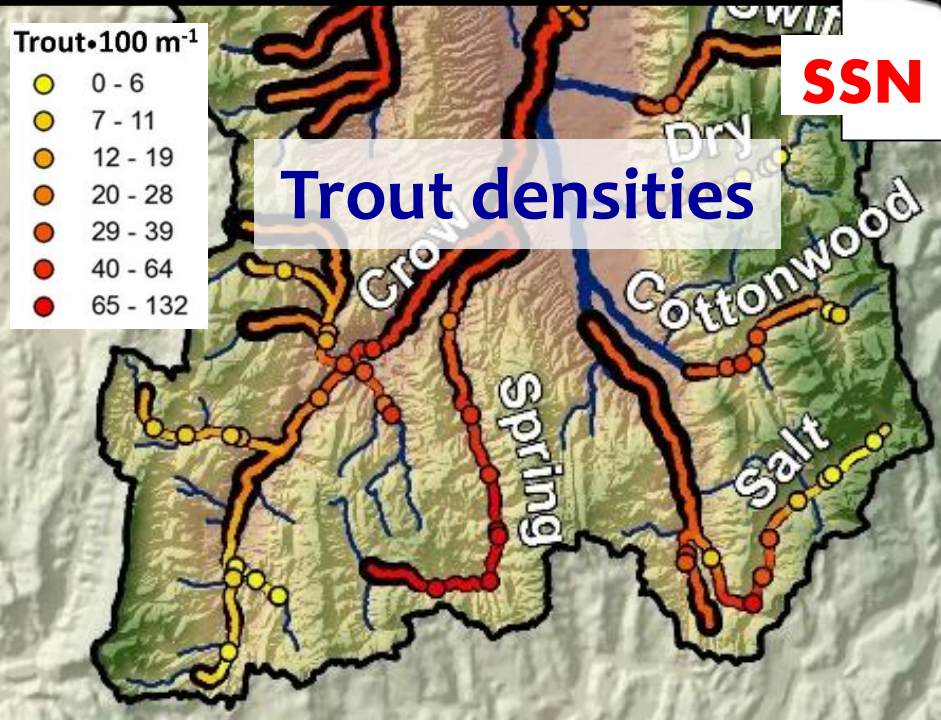 Swif
Trout•100 m-1
SSN
0 - 6
7 - 11
Dry
12 - 19
Trout densities
20 - 28
29 - 39
Crow
Cottonwood
40 - 64
65 - 132
Spring
Salt